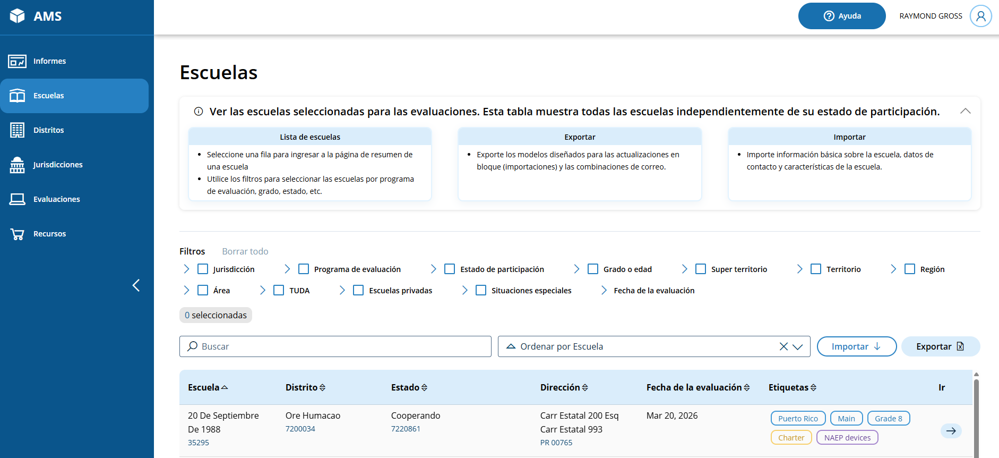 AMS
Ayuda
RAYMOND GROSS
Informes
Escuelas
Distritos
Jurisdicciones
Evaluaciones
Recursos
Escuelas
Ver las escuelas seleccionadas para las evaluaciones. Esta tabla muestra todas las escuelas independientemente de su estado de participación.
Lista de escuelas
Seleccione una fila para ingresar a la página de resumen de
una escuela
Utilice los filtros para seleccionar las escuelas por programa
de evaluación, grado, estado, etc.
Exportar
Exporte los modelos diseñados para las actualizaciones en
bloque (importaciones) y las combinaciones de correo.
Importar
Importe información básica sobre la escuela, datos de
contacto y características de la escuela.
Filtros Borrar todo
Jurisdicción Programa de evaluación Estado de participación Grado o edad Super territorio Territorio Región
Área TUDA Escuelas privadas Situaciones especiales Fecha de la evaluación
0 seleccionadas
Buscar Ordenar por Escuela Importar Exportar
Escuela Distrito Estado Dirección Fecha de la evaluación Etiquetas Ir
20 De Septiembre
De 1988
35295
Ore Humacao
7200034
Cooperando
7220861
Carr Estatal 200 Esq
Carr Estatal 993
PR 00765
Mar 20, 2026
Puerto Rico Main Grade 8
Charter NAEP devices